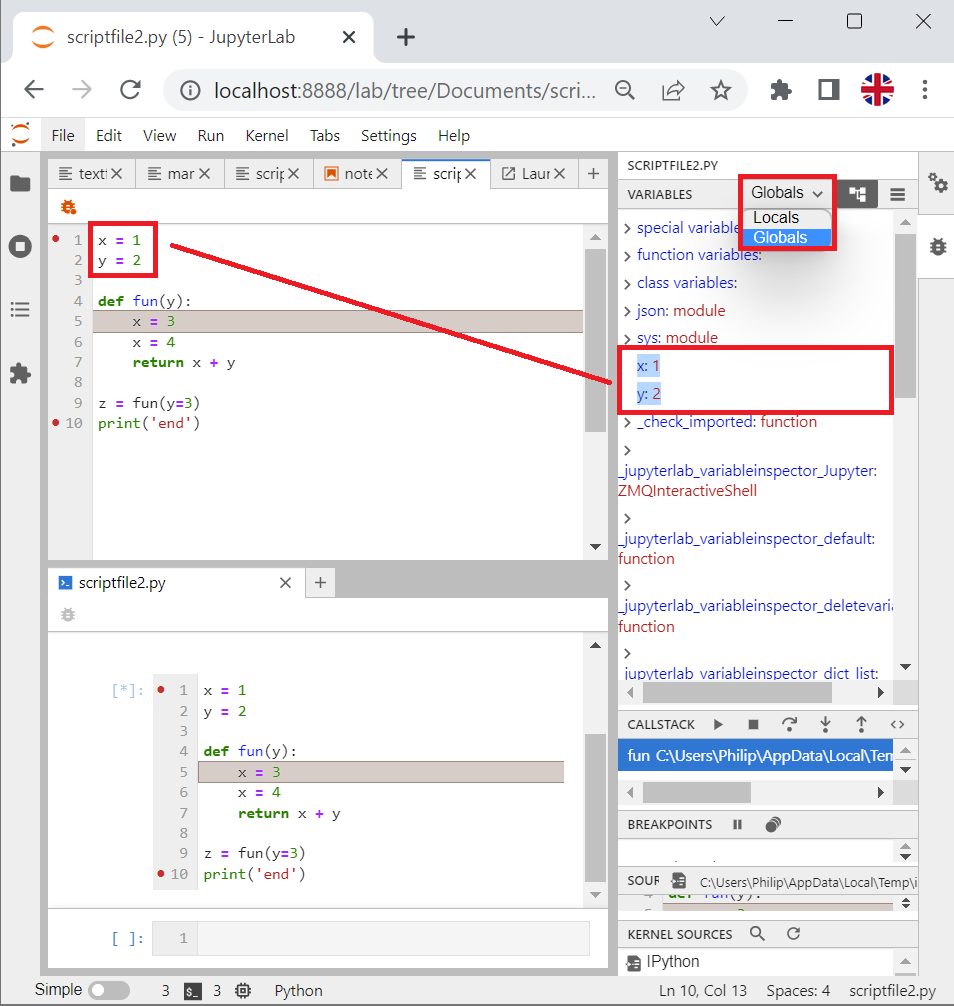 scriptfile2.py (5) - JupyterLab
localhost:8888/lab/tree/Documents/scri...
File Edit View Run Kernel Tabs Settings Help
textf mar scrip note scrip Laun
1 x = 1
2 y = 2
3
4 def fun(y):
5 x = 3
6 x = 4
7 return x + y
8
9 z = fun(y=3)
10 print('end')
SCRIPTFILE2.PY
VARIABLES Globals
Locals
Globals
special variable
function variables:
class variables:
json: module
sys: module
x: 1
y: 2
_check_imported: function
_jupyterlab_variableinspector_Jupyter:
ZMQInteractiveShell
_jupyterlab_variableinspector_default:
function
_jupyterlab_variableinspector_deletevaria
function
_jupyterlab_variableinspector_dict_list:
CALLSTACK
fun C:\Users\Philip\AppData\Local\Tem
BREAKPOINTS
SOUR C:\Users\Philip\AppData\Local\Temp\i
4 def fun(y):
KERNEL SOURCES
IPython
scriptfile2.py
[*]:
1 x = 1
2 y = 2
3
4 def fun(y):
5 x = 3
6 x = 4
7 return x + y
8
9 z = fun(y=3)
10 print('end')
[ ]: 1
Simple 3 $_ 3 Python Ln 10, Col 13 Spaces: 4 scriptfile2.py